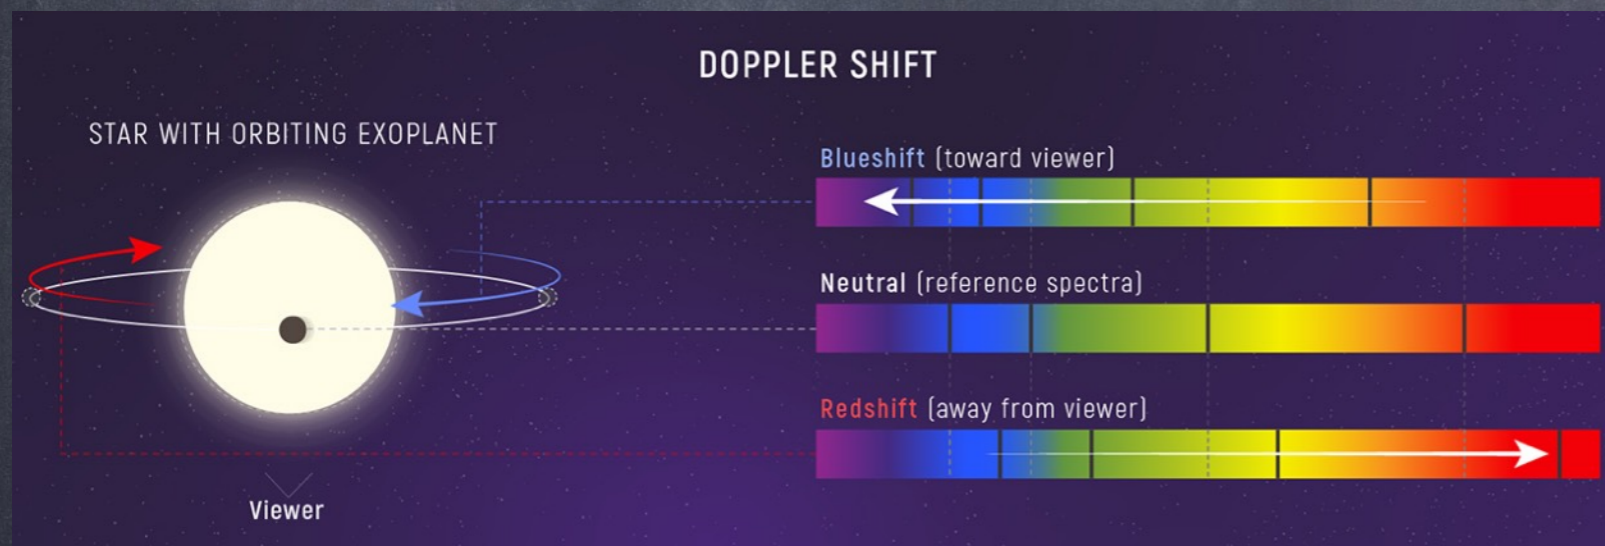 DOPPLER SHIFT
STAR WITH ORBITING EXOPLANET
Blueshift (toward viewer)
Neutral (reference spectra)
Redshift (away from viewer)
Viewer